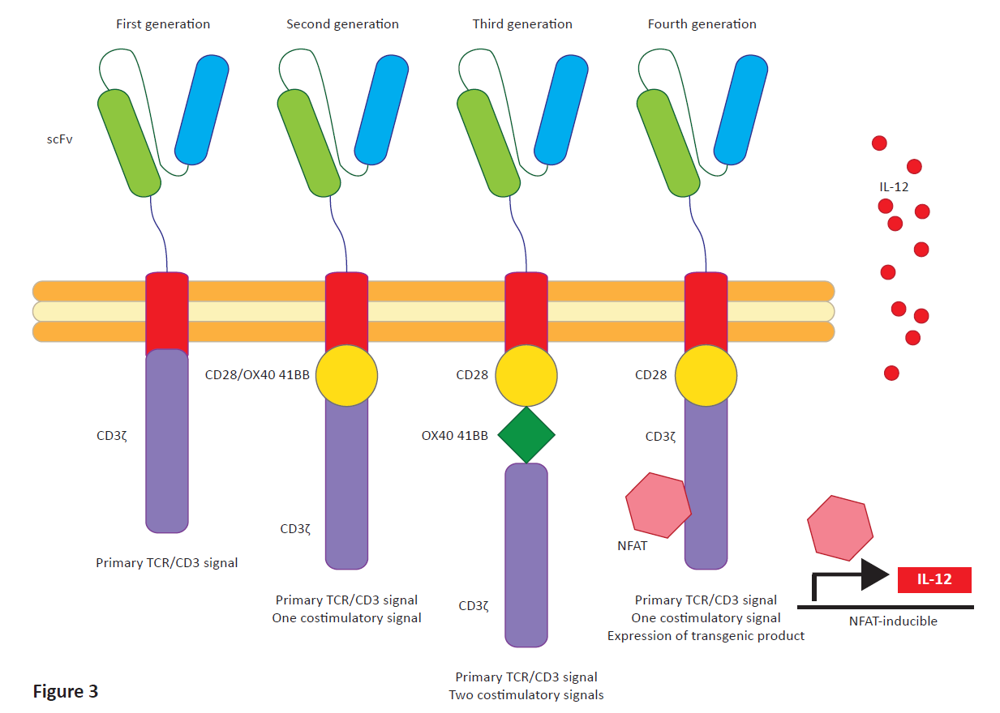 First generation
Second generation
Third generation
Fourth generation
scFv
IL-12
CD28/OX40 41BB
CD28
CD28
CD3ζ
OX40 41BB
CD3ζ
CD3ζ
NFAT
Primary TCR/CD3 signal
IL-12
Primary TCR/CD3 signal
One costimulatory signal
CD3ζ
Primary TCR/CD3 signal
One costimulatory signal
Expression of transgenic product
NFAT-inducible
Primary TCR/CD3 signal
Two costimulatory signals
Figure 3